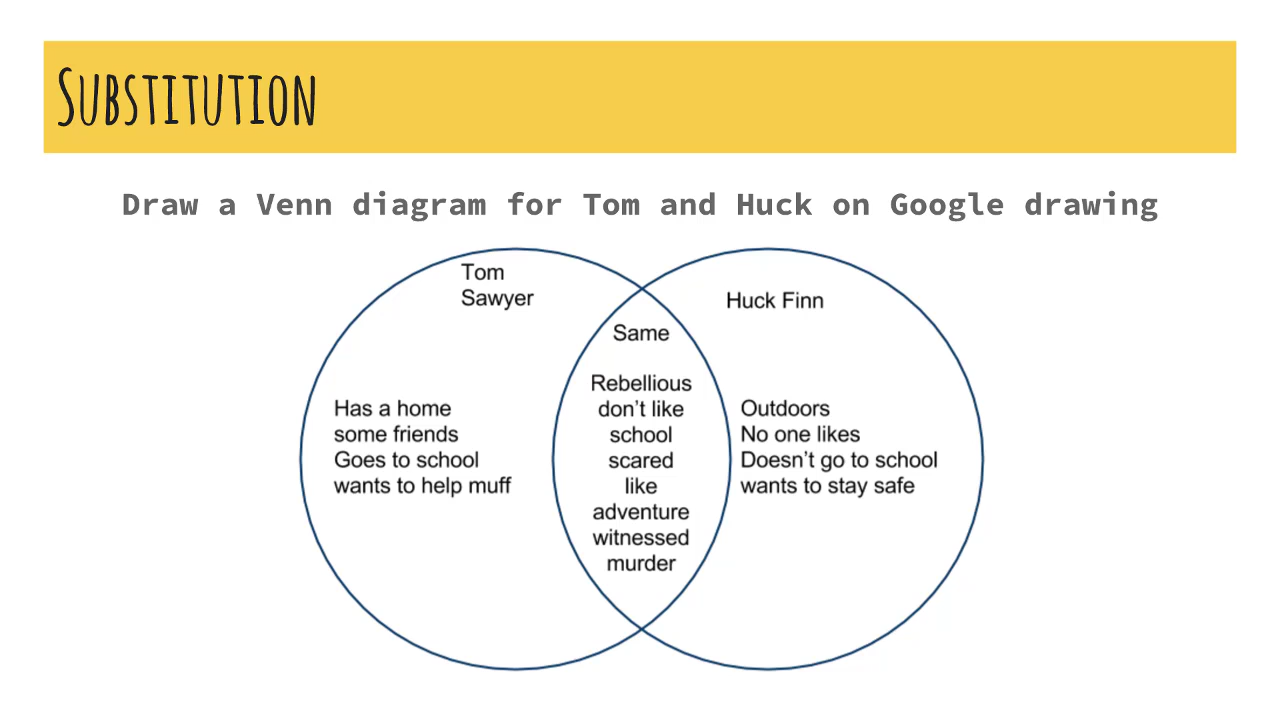 Substitution
Draw a Venn diagram for Tom and Huck on Google drawing
Tom
Sawyer
Has a home
some friends
Goes to school
wants to help muff
Same
Rebellious
don't like
school
scared
like
adventure
witnessed
murder
Huck Finn
Outdoors
No one likes
Doesn't go to school
wants to stay safe